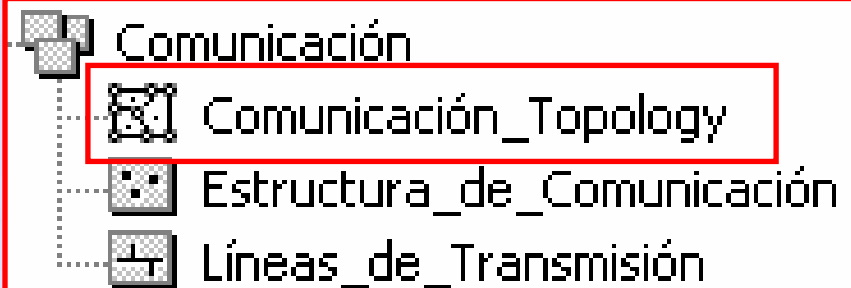 Comunicación
Comunicación_Topology
Estructura_de_Comunicación
Líneas_de_Transmisión